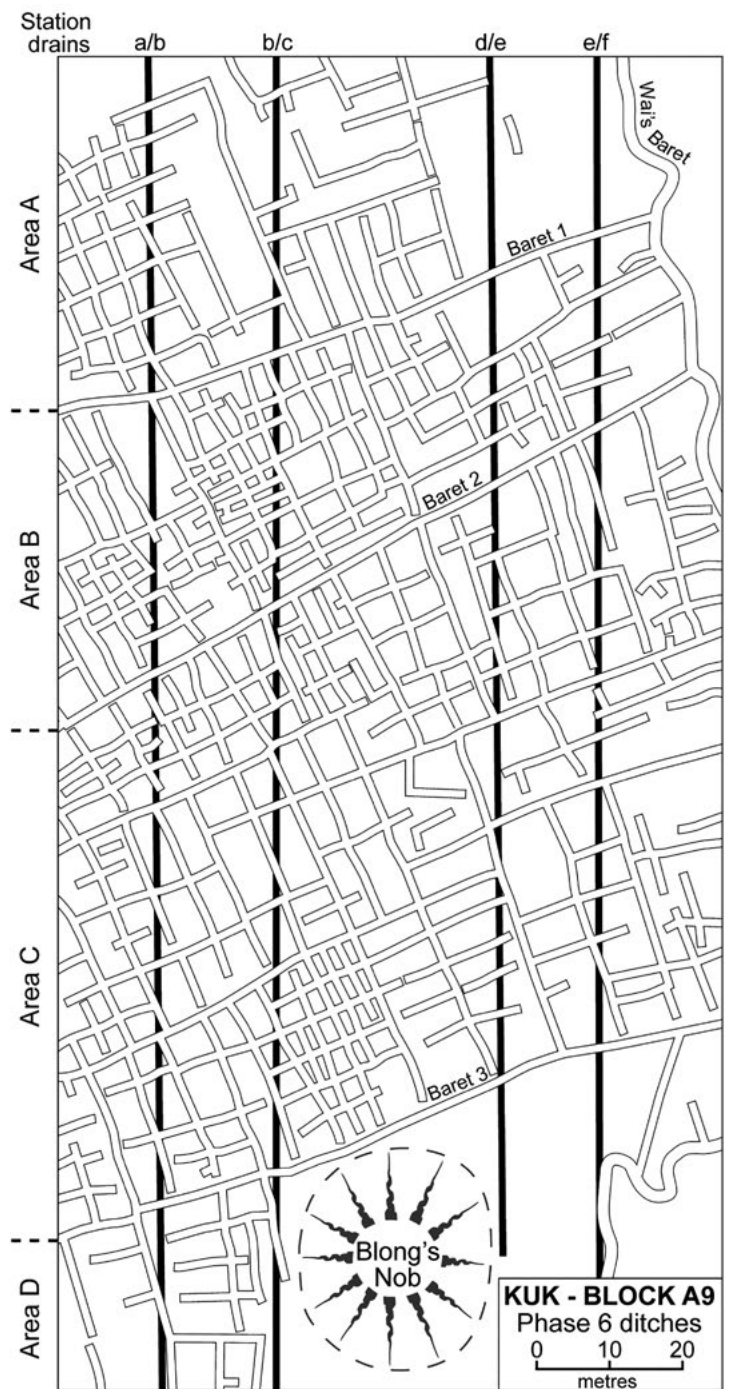 Station
drains
a/b
b/c
d/e
e/f
Wai's Baret
Area A
Baret 1
Baret 2
Area B
Area C
Baret 3
Blong's
Nob
Area D
KUK - BLOCK A9
Phase 6 ditches
0 10 20
metres